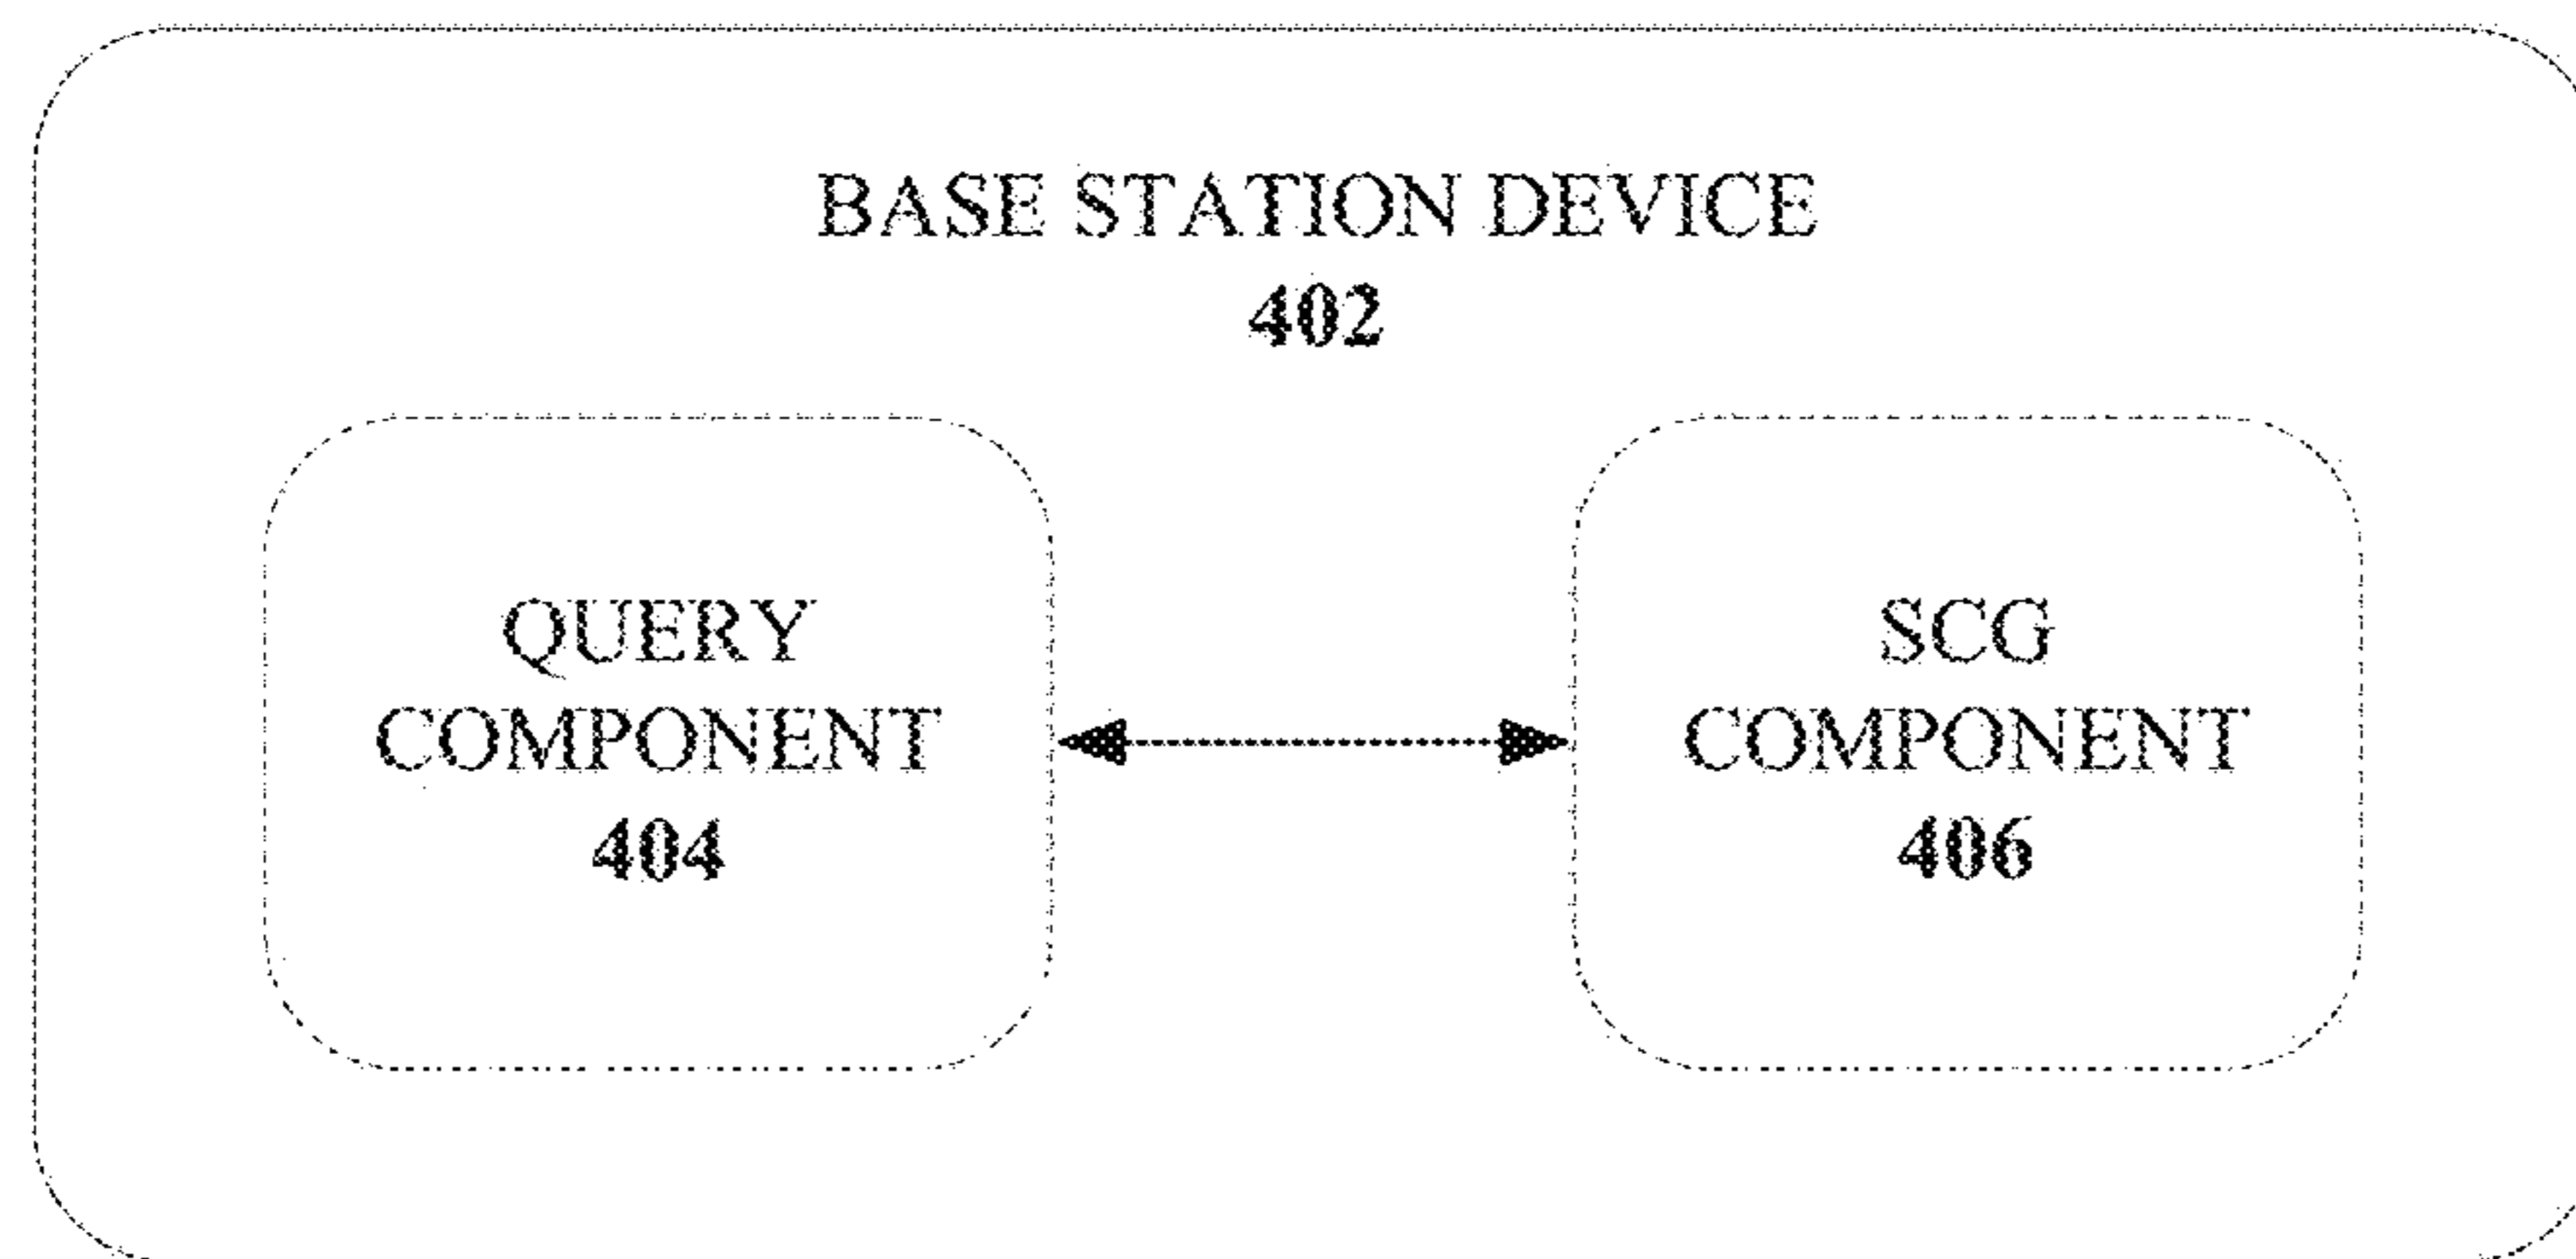 BASE STATION DEVICE
402
QUERY
COMPONENT
404
SCG
COMPONENT
406